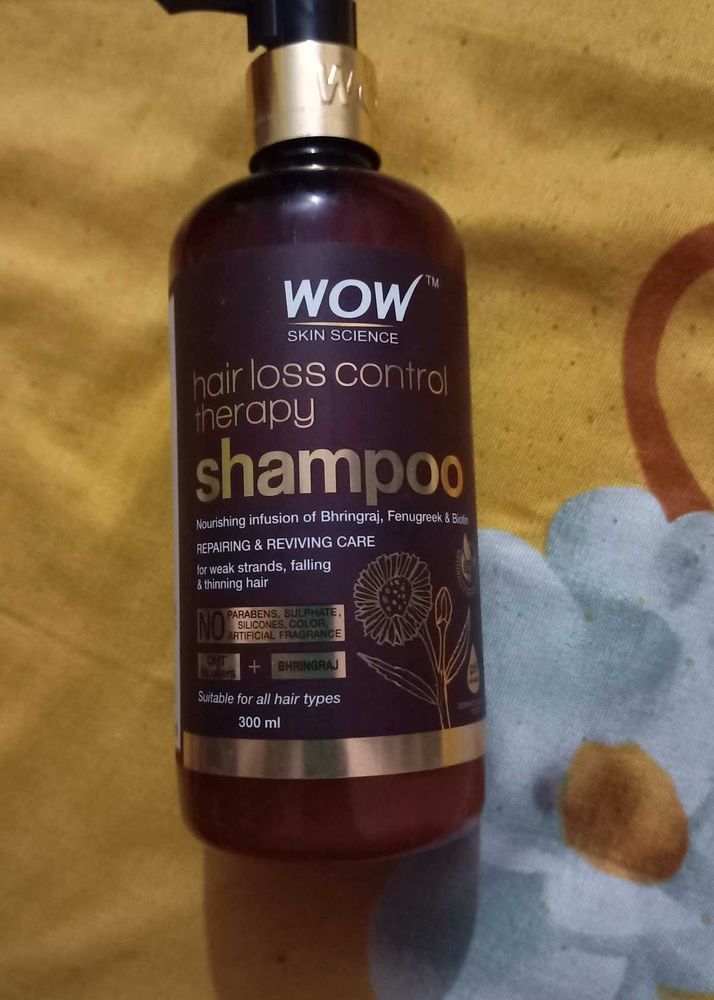 WOW™
SKIN SCIENCE
hair loss control
therapy
shampoo
Nourishing infusion of Bhringraj, Fenugreek & Biotin
REPAIRING & REVIVING CARE
for weak strands, falling
& thinning hair
NO PARABENS, SULPHATE,
SILICONES, COLOR,
ARTIFICIAL FRAGRANCE
DHT
Blockers + BHRINGRAJ
Suitable for all hair types
300 ml